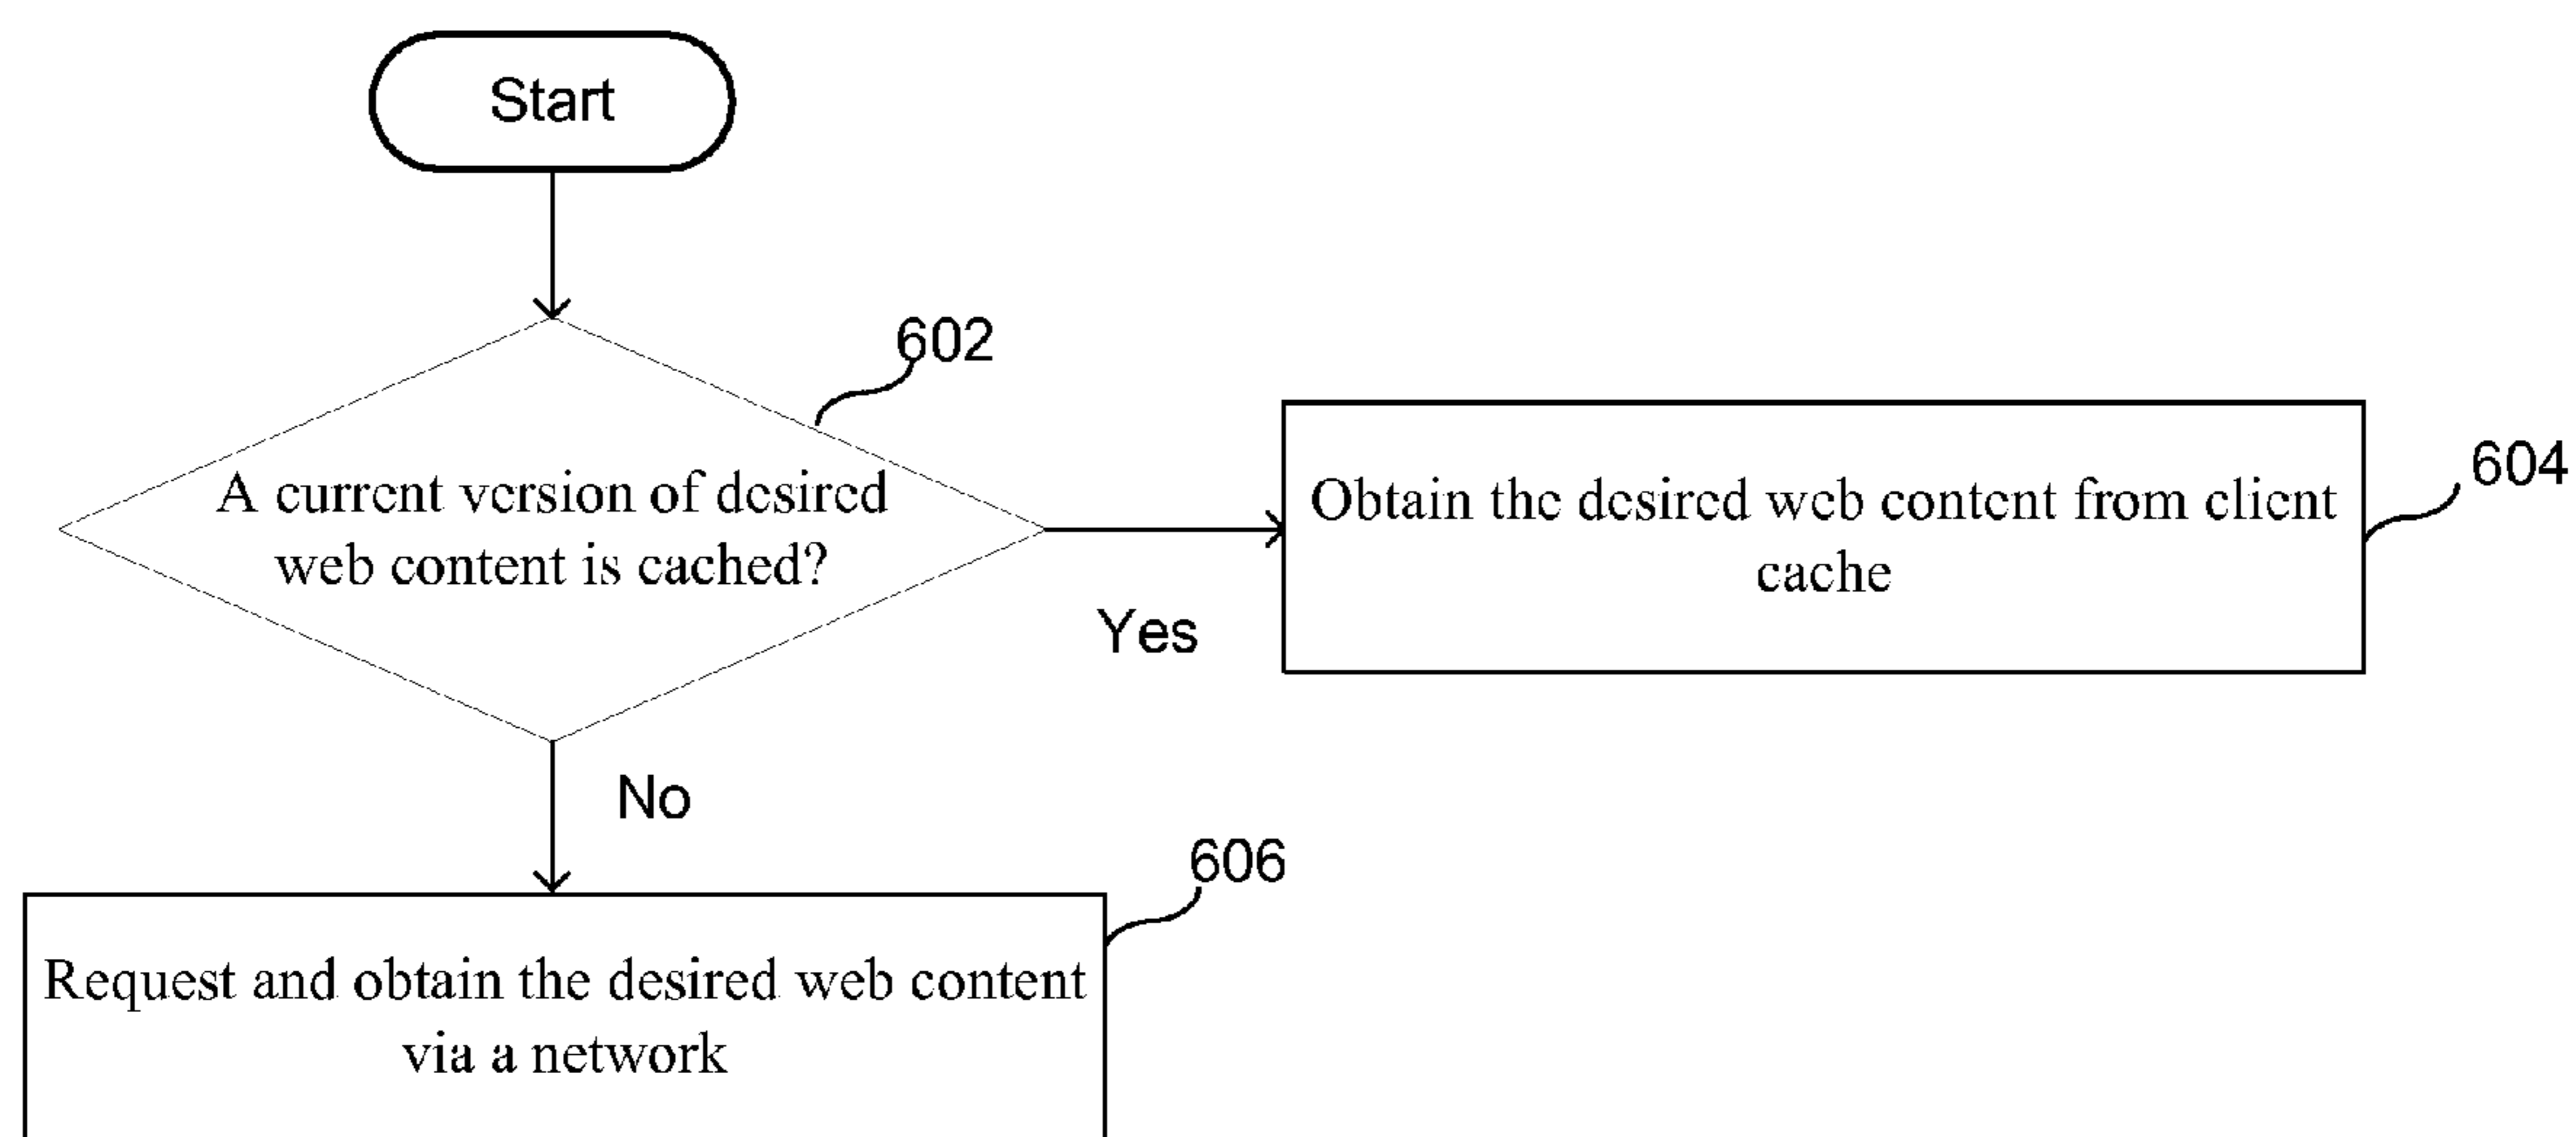 Start
602
A current version of desired
web content is cached?
Obtain the desired web content from client
cache
604
Yes
No
606
Request and obtain the desired web content
via a network